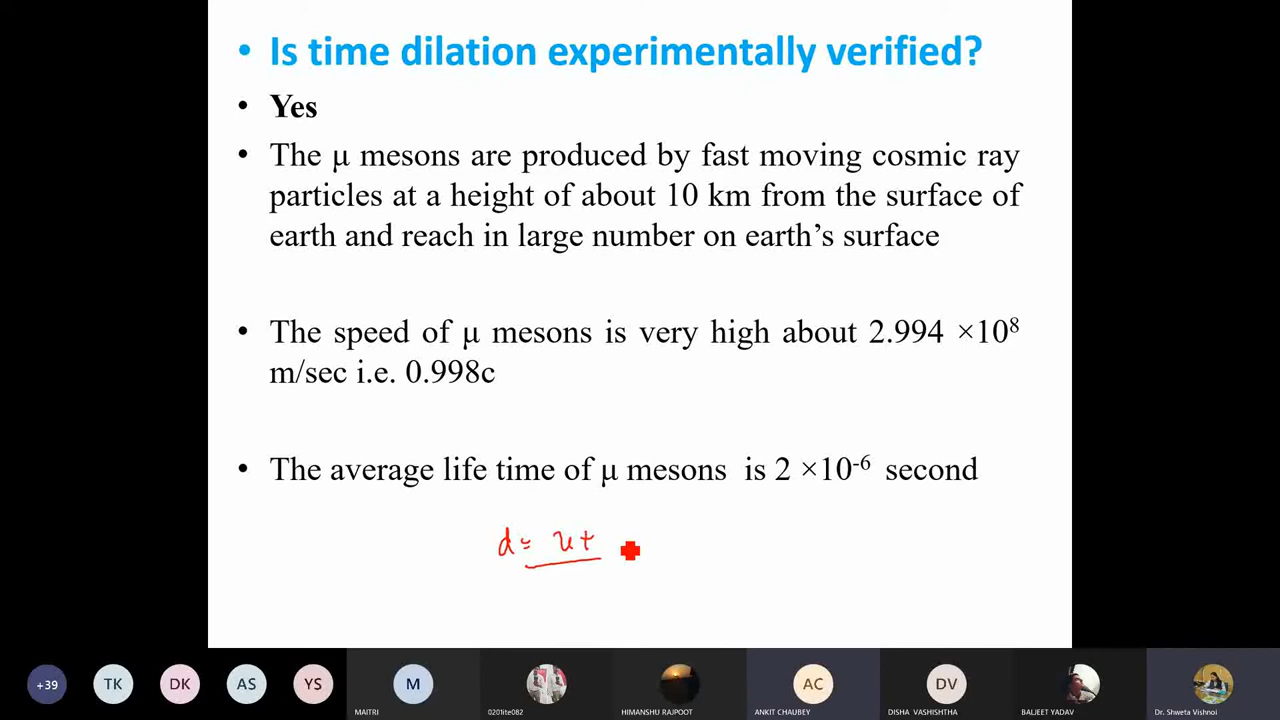 • Is time dilation experimentally verified?
• Yes
• The μ mesons are produced by fast moving cosmic ray
particles at a height of about 10 km from the surface of
earth and reach in large number on earth's surface
• The speed of μ mesons is very high about 2.994 ×10⁸
m/sec i.e. 0.998c
• The average life time of μ mesons is 2 ×10⁻⁶ second
d= ut
+39
TK
DK
AS
YS
M
AC
DV
MAITRI
0201ite082
HIMANSHU RAJPOOT
ANKIT CHAUBEY
DISHA VASHISHTHA
BALJEET YADAV
Dr. Shweta Vishnoi